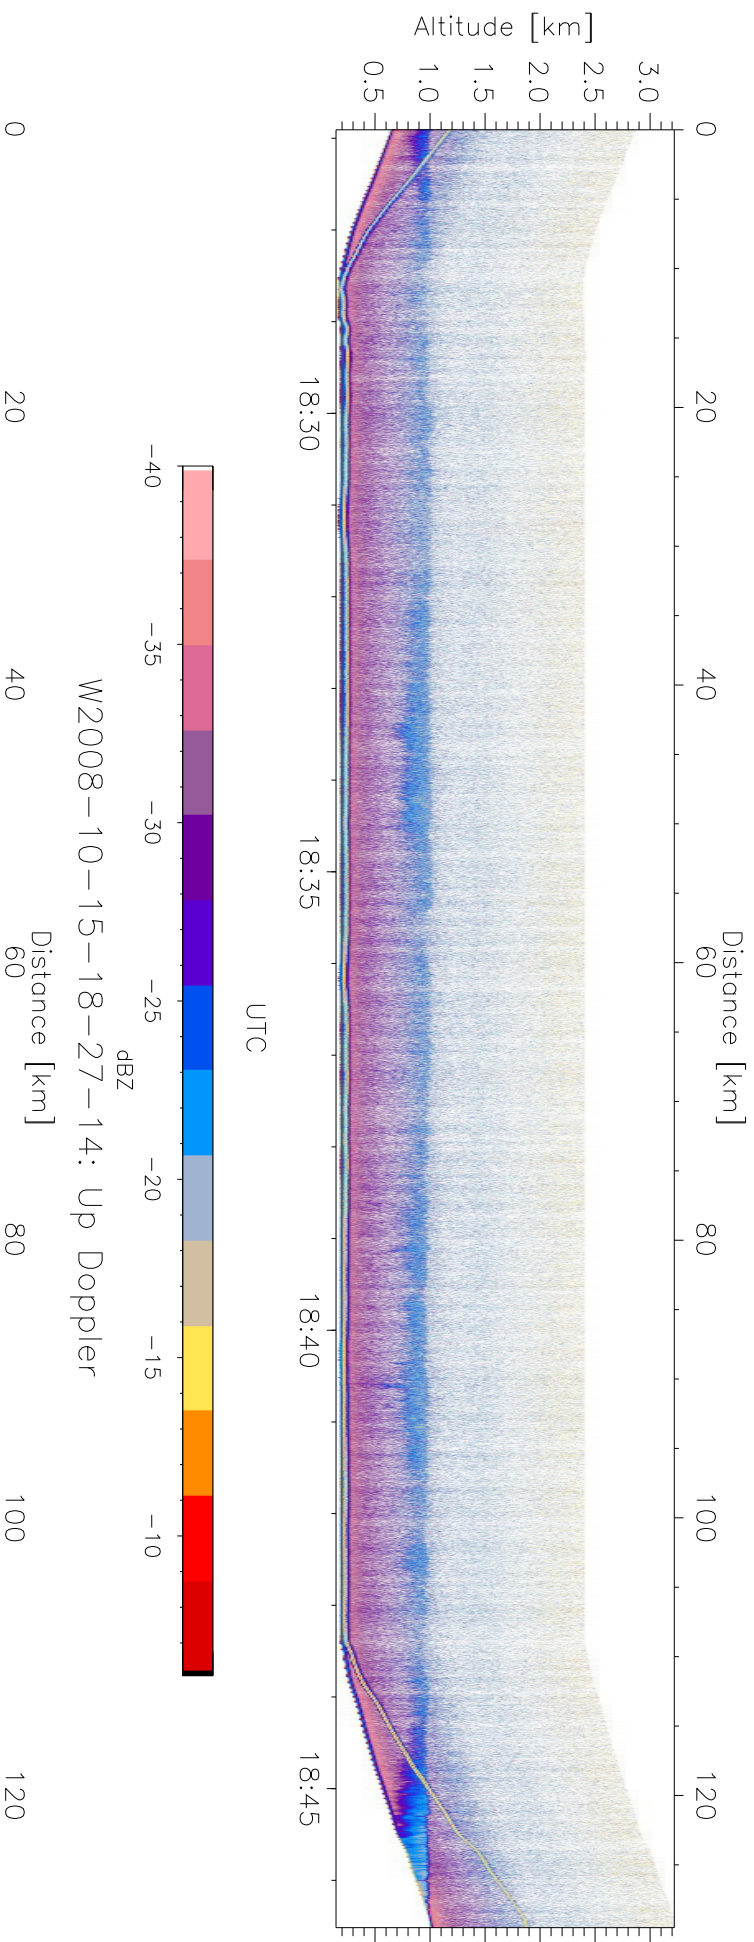 Distance [km]
0 20 40 60 80 100 120
Altitude [km]
3.0
2.5
2.0
1.5
1.0
0.5
18:30 18:35 18:40 18:45
UTC
-40 -35 -30 -25 -20 -15 -10
dBZ
W2008-10-15-18-27-14: Up Doppler
Distance [km]
0 20 40 60 80 100 120